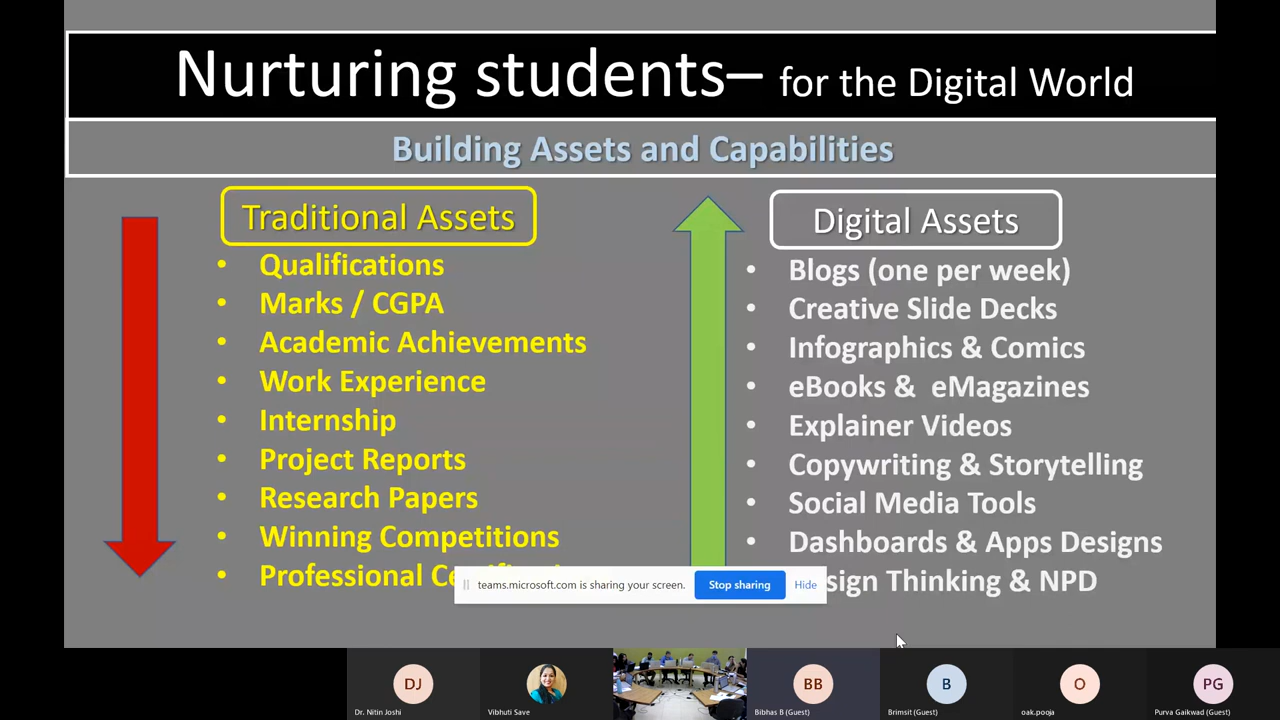 Nurturing students– for the Digital World
Building Assets and Capabilities
Traditional Assets
• Qualifications
• Marks / CGPA
• Academic Achievements
• Work Experience
• Internship
• Project Reports
• Research Papers
• Winning Competitions
• Professional
Digital Assets
• Blogs (one per week)
• Creative Slide Decks
• Infographics & Comics
• eBooks & eMagazines
• Explainer Videos
• Copywriting & Storytelling
• Social Media Tools
• Dashboards & Apps Designs
Thinking & NPD
teams.microsoft.com is sharing your screen.
Stop sharing
Hide
DJ
BB
B
O
PG
Dr. Nitin Joshi
Vibhuti Save
Bibhas B (Guest)
Brimsit (Guest)
oak.pooja
Purva Gaikwad (Guest)